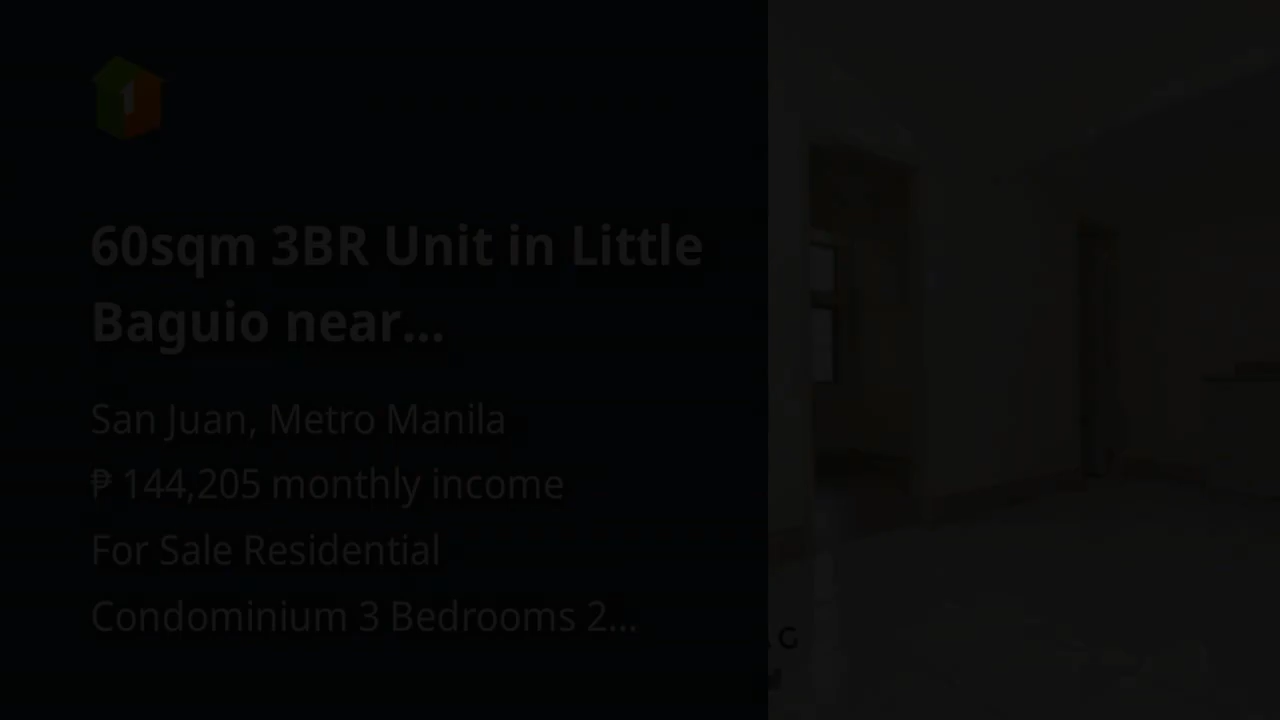 60sqm 3BR Unit in Little
Baguio near...
San Juan, Metro Manila
₱ 144,205 monthly income
For Sale Residential
Condominium 3 Bedrooms 2...